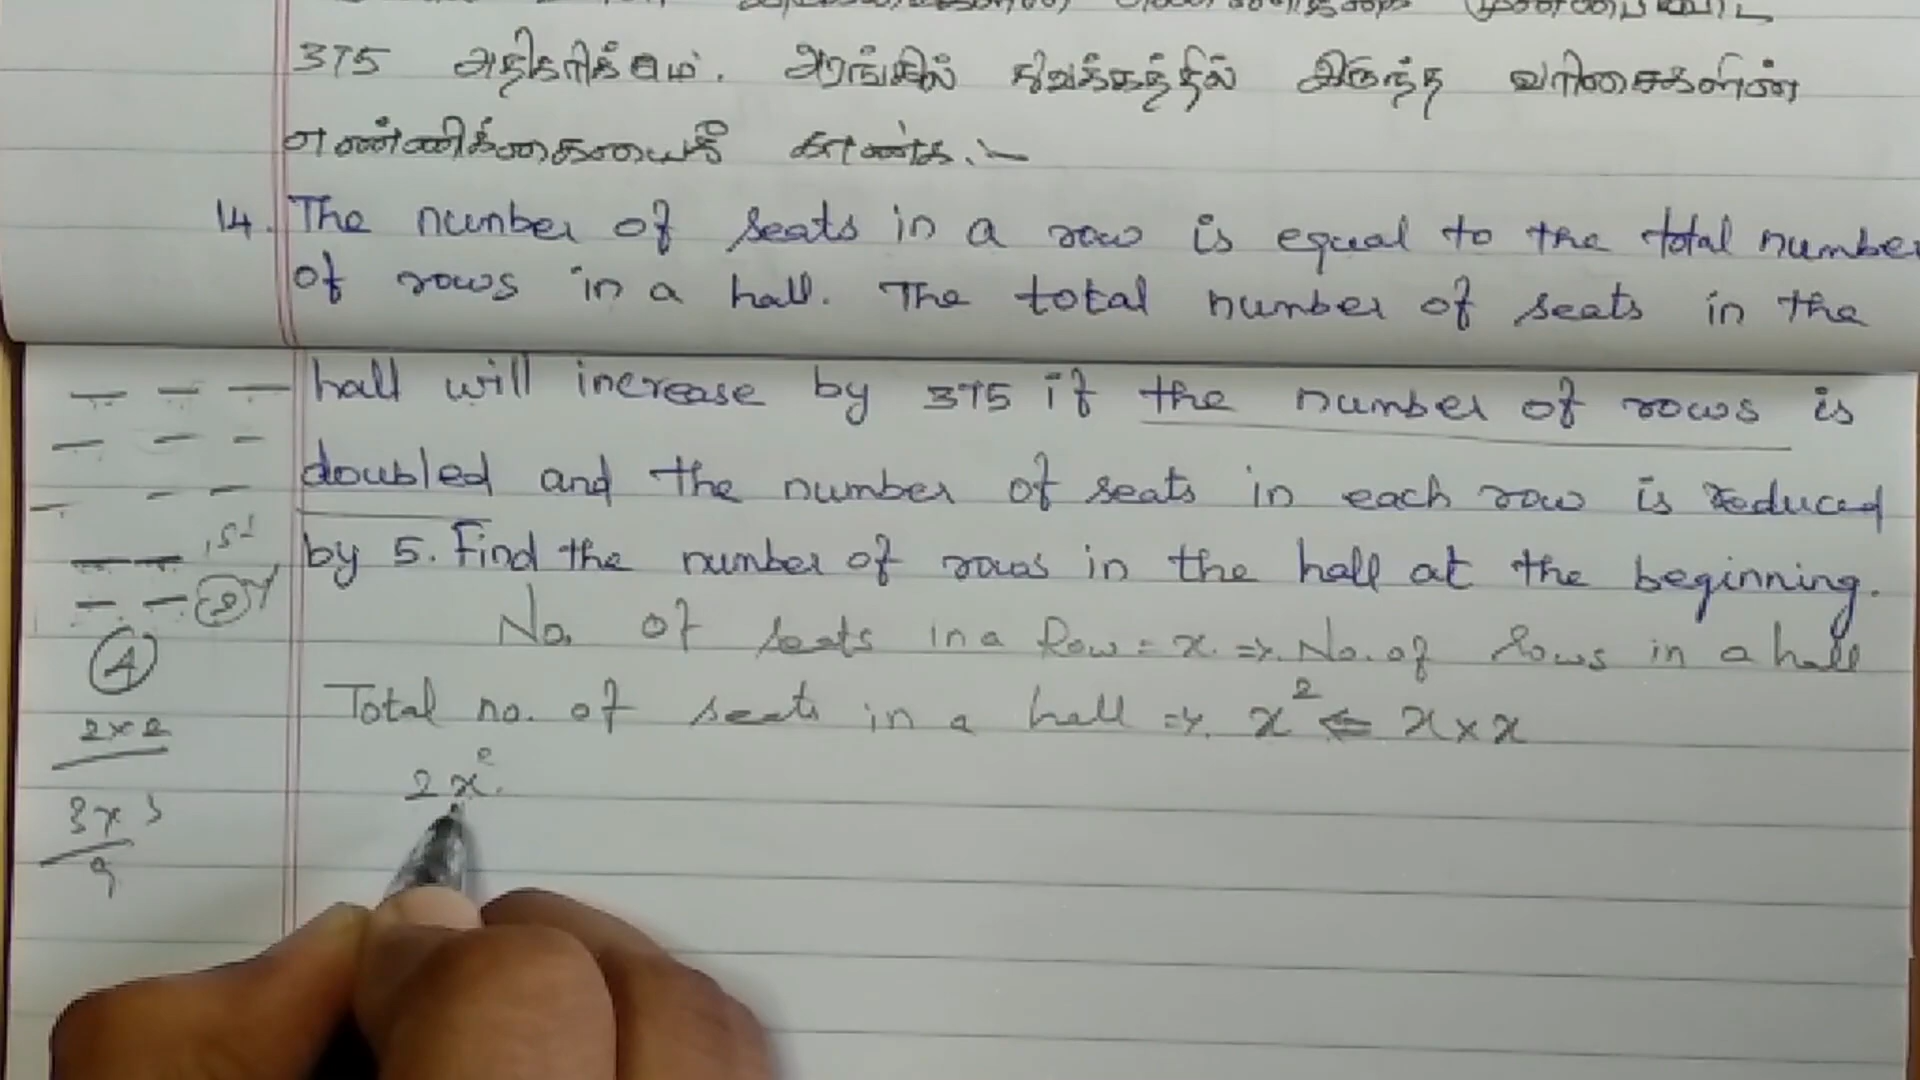 375 அதிகரிக்கும். அரங்கில் துவக்கத்தில் இருந்த வரிசைகளின்
எண்ணிக்கையைக் காண்க.:-
14. The number of seats in a row is equal to the total number
of rows in a hall. The total number of seats in the
hall will increase by 375 if the number of rows is
doubled and the number of seats in each row is reduced
by 5. Find the number of rows in the hall at the beginning.
No. of seats in a Row = x. => No. of Rows in a hall
Total no. of seats in a hall => x² <= x × x
2x²
4
2×2
3×3
9